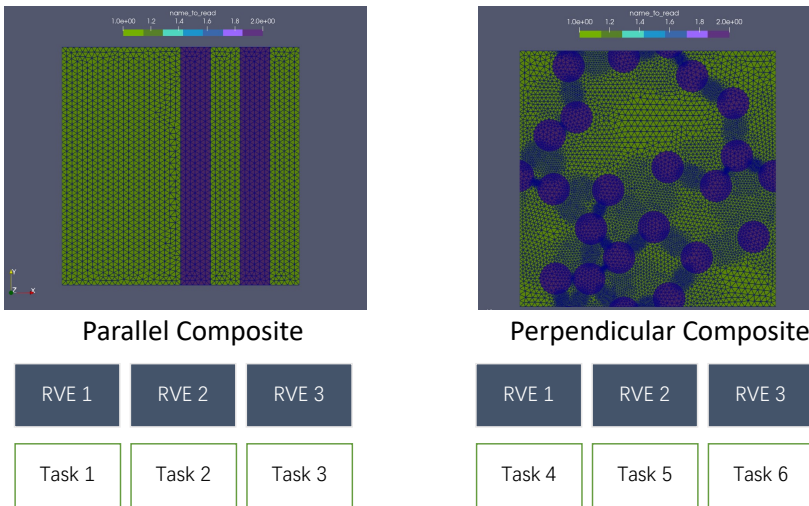 name_to_read
1.0e+00 1.2 1.4 1.6 1.8 2.0e+00
Y
Z X
Parallel Composite
RVE 1 RVE 2 RVE 3
Task 1 Task 2 Task 3
name_to_read
1.0e+00 1.2 1.4 1.6 1.8 2.0e+00
Perpendicular Composite
RVE 1 RVE 2 RVE 3
Task 4 Task 5 Task 6